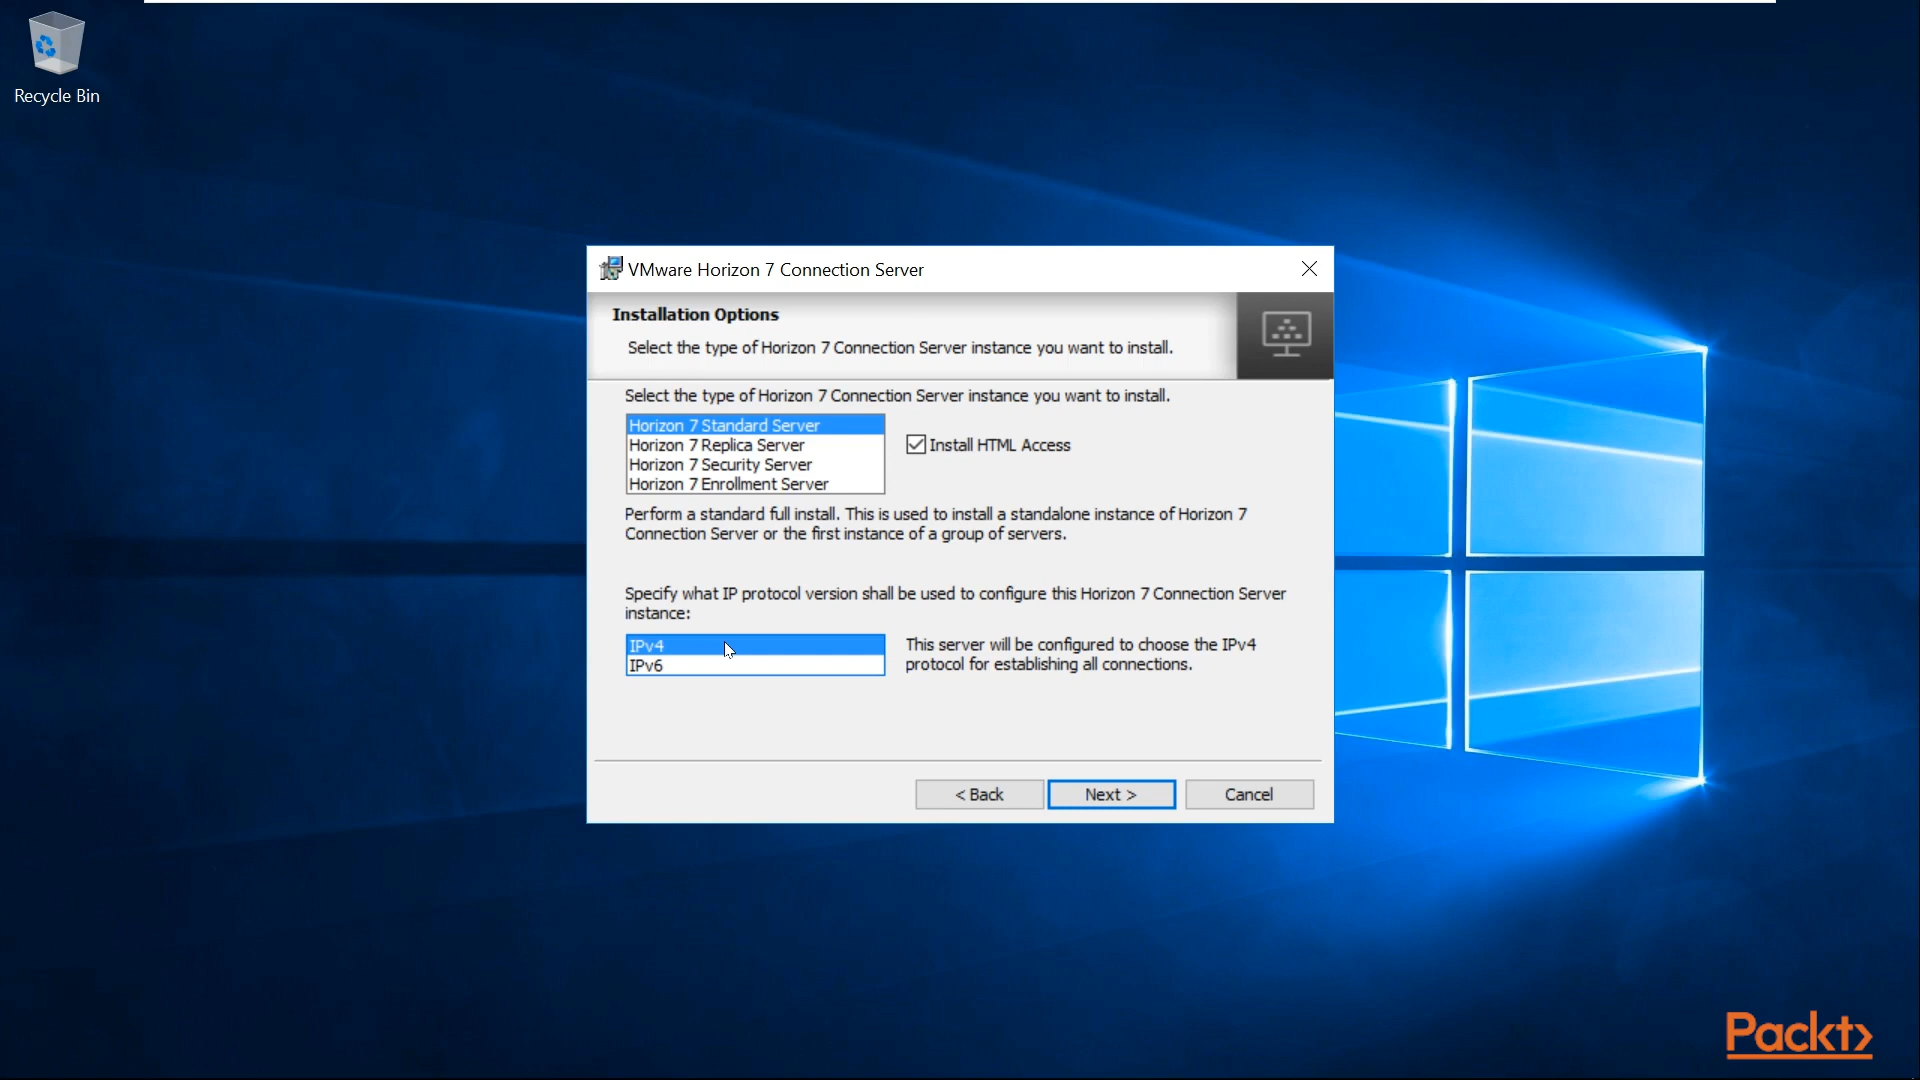 Recycle Bin
VMware Horizon 7 Connection Server
Installation Options
Select the type of Horizon 7 Connection Server instance you want to install.
Select the type of Horizon 7 Connection Server instance you want to install.
Horizon 7 Standard Server
Horizon 7 Replica Server
Horizon 7 Security Server
Horizon 7 Enrollment Server
Install HTML Access
Perform a standard full install. This is used to install a standalone instance of Horizon 7
Connection Server or the first instance of a group of servers.
Specify what IP protocol version shall be used to configure this Horizon 7 Connection Server
instance:
IPv4
IPv6
This server will be configured to choose the IPv4
protocol for establishing all connections.
< Back
Next >
Cancel
Packt>